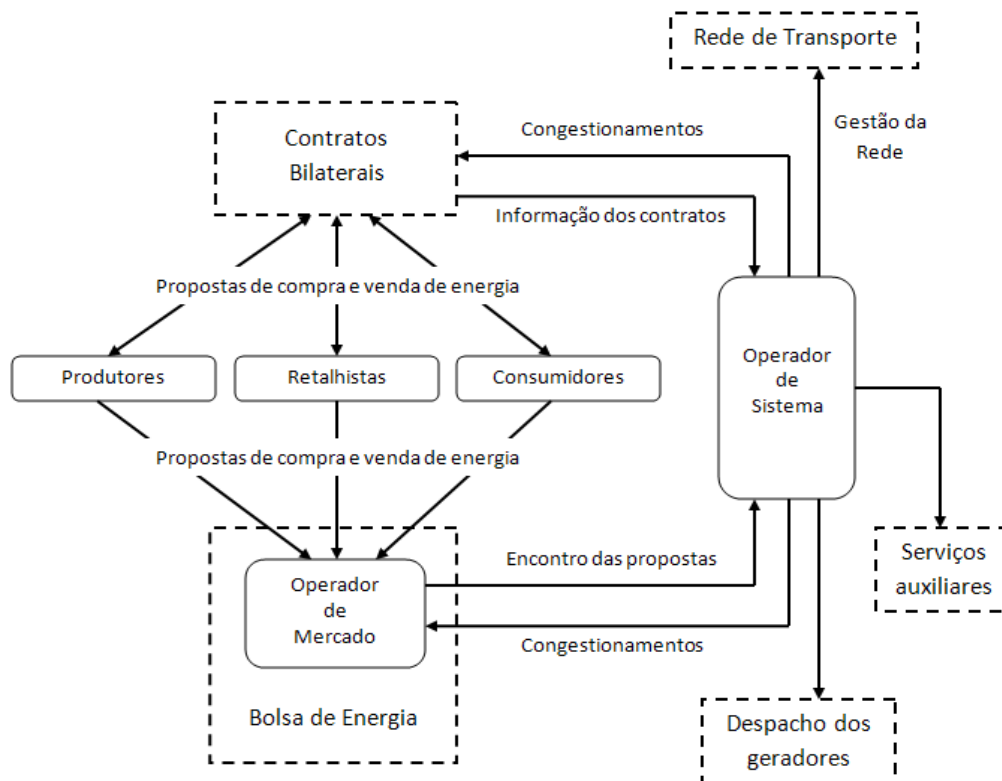 Rede de Transporte
Contratos
Bilaterais
Congestionamentos
Gestão da
Rede
Informação dos contratos
Propostas de compra e venda de energia
Produtores
Retalhistas
Consumidores
Operador
de
Sistema
Propostas de compra e venda de energia
Operador
de
Mercado
Bolsa de Energia
Encontro das propostas
Congestionamentos
Serviços
auxiliares
Despacho dos
geradores